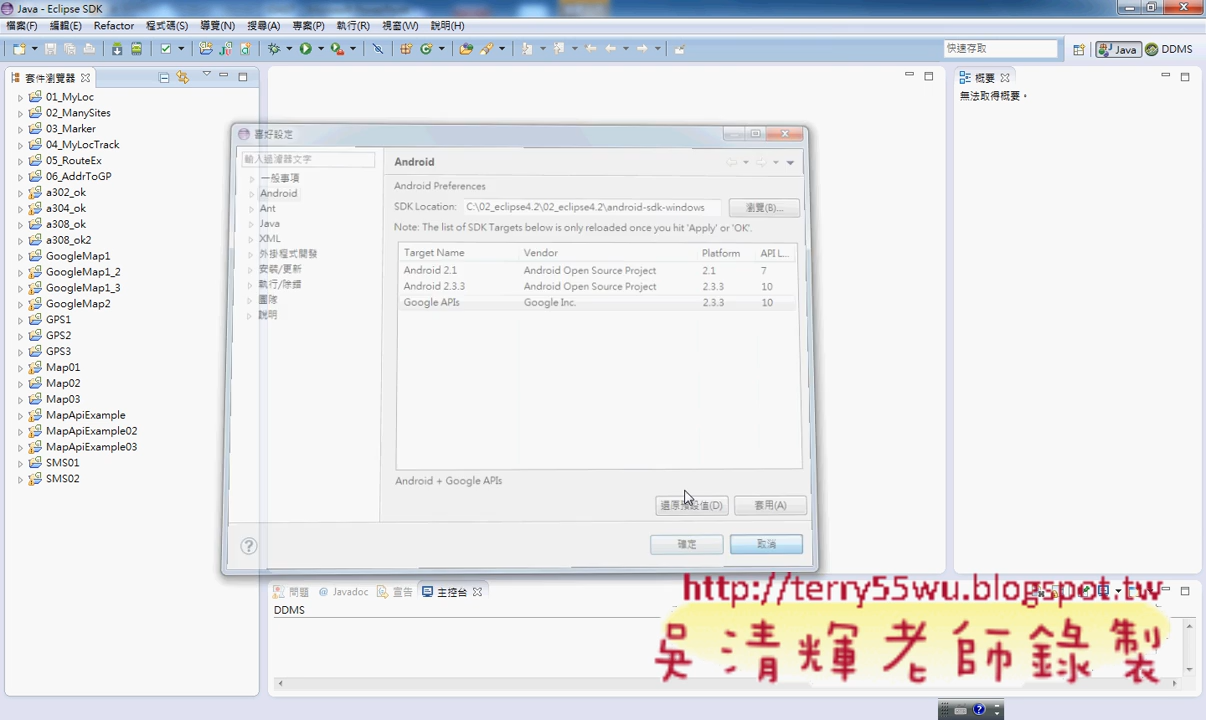 Java - Eclipse SDK
檔案(F) 編輯(E) Refactor 程式碼(S) 導覽(N) 搜尋(A) 專案(P) 執行(R) 視窗(W) 說明(H)
快速存取
Java
DDMS
套件瀏覽器
概要
無法取得概要。
01_MyLoc
02_ManySites
03_Marker
04_MyLocTrack
05_RouteEx
06_AddrToGP
a302_ok
a304_ok
a308_ok
a308_ok2
GoogleMap1
GoogleMap1_2
GoogleMap1_3
GoogleMap2
GPS1
GPS2
GPS3
Map01
Map02
Map03
MapApiExample
MapApiExample02
MapApiExample03
SMS01
SMS02
喜好設定
輸入過濾器文字
一般事項
Android
Ant
Java
XML
外掛程式開發
安裝/更新
執行/除錯
團隊
說明
Android
Android Preferences
SDK Location: C:\02_eclipse4.2\02_eclipse4.2\android-sdk-windows 瀏覽(B)...
Note: The list of SDK Targets below is only reloaded once you hit 'Apply' or 'OK'.
Target Name Vendor Platform API L...
Android 2.1 Android Open Source Project 2.1 7
Android 2.3.3 Android Open Source Project 2.3.3 10
Google APIs Google Inc. 2.3.3 10
Android + Google APIs
還原預設值(D) 套用(A)
確定 取消
問題 @ Javadoc 宣告 主控台
DDMS
http://terry55wu.blogspot.tw
吳清輝老師錄製